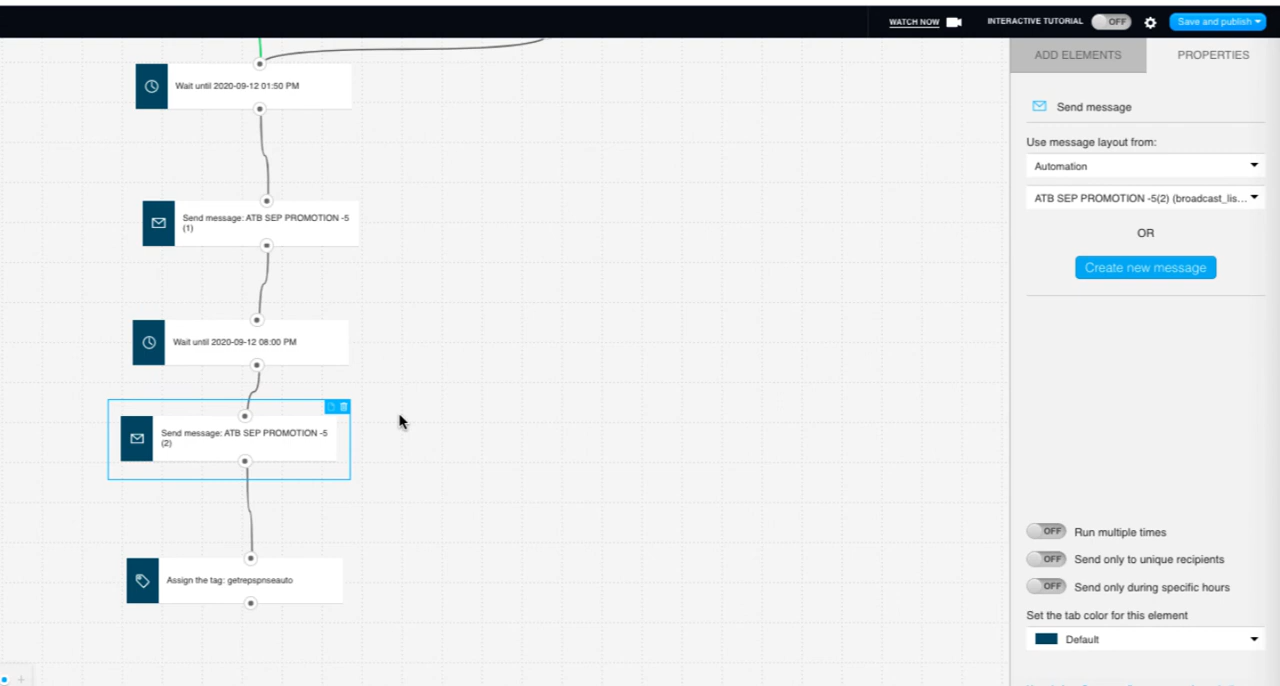 WATCH NOW
INTERACTIVE TUTORIAL
OFF
Save and publish
ADD ELEMENTS
PROPERTIES
Wait until 2020-09-12 01:50 PM
Send message: ATB SEP PROMOTION -5
(1)
Wait until 2020-09-12 08:00 PM
Send message: ATB SEP PROMOTION -5
(2)
Assign the tag: getrepspnseauto
Send message
Use message layout from:
Automation
ATB SEP PROMOTION -5(2) (broadcast_lis...
OR
Create new message
OFF Run multiple times
OFF Send only to unique recipients
OFF Send only during specific hours
Set the tab color for this element
Default